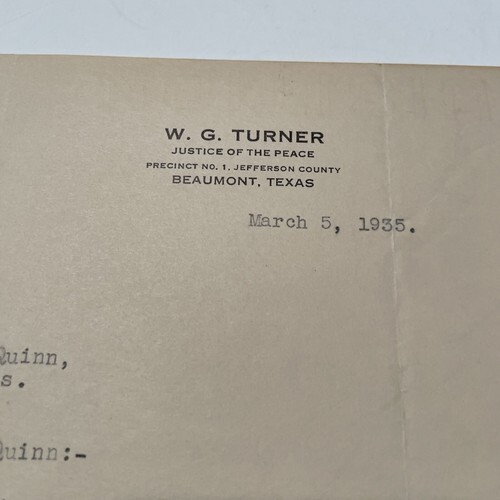 W. G. TURNER
JUSTICE OF THE PEACE
PRECINCT NO. 1, JEFFERSON COUNTY
BEAUMONT, TEXAS
March 5, 1935.
Quinn,
s.
Quinn:-